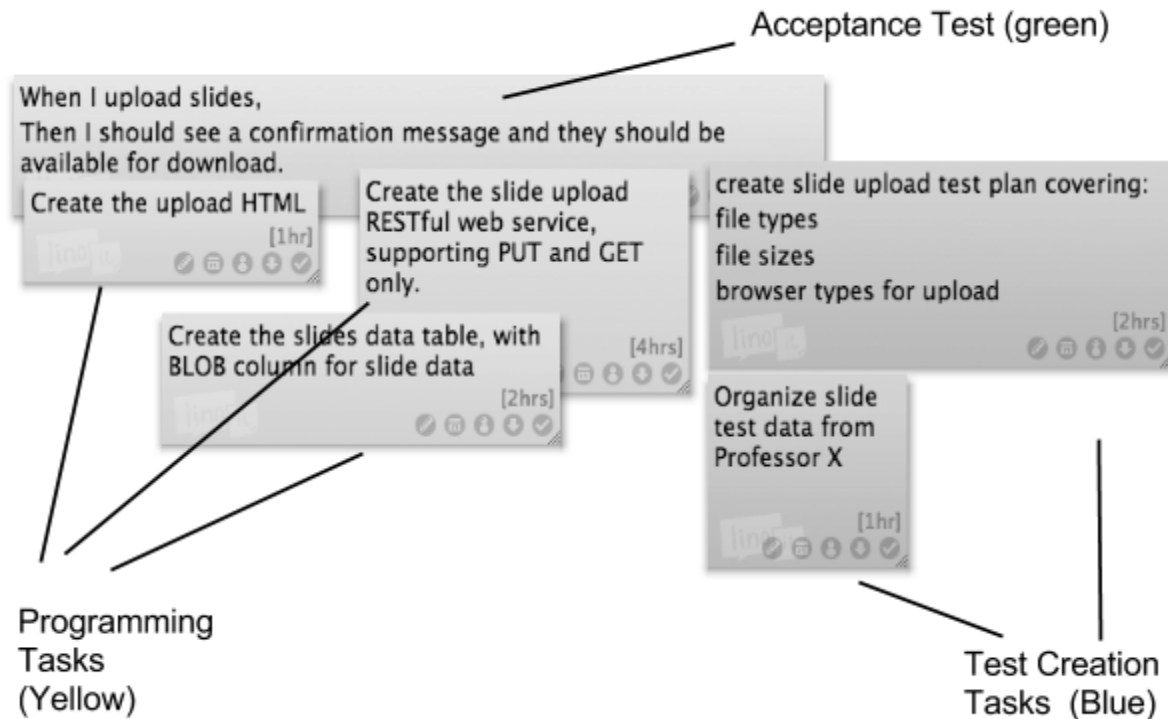 Acceptance Test (green)
When I upload slides,
Then I should see a confirmation message and they should be
available for download.
Create the upload HTML
[1hr]
Create the slide upload
RESTful web service,
supporting PUT and GET
only.
[4hrs]
create slide upload test plan covering:
file types
file sizes
browser types for upload
[2hrs]
Create the slides data table, with
BLOB column for slide data
[2hrs]
Organize slide
test data from
Professor X
[1hr]
Programming
Tasks
(Yellow)
Test Creation
Tasks (Blue)